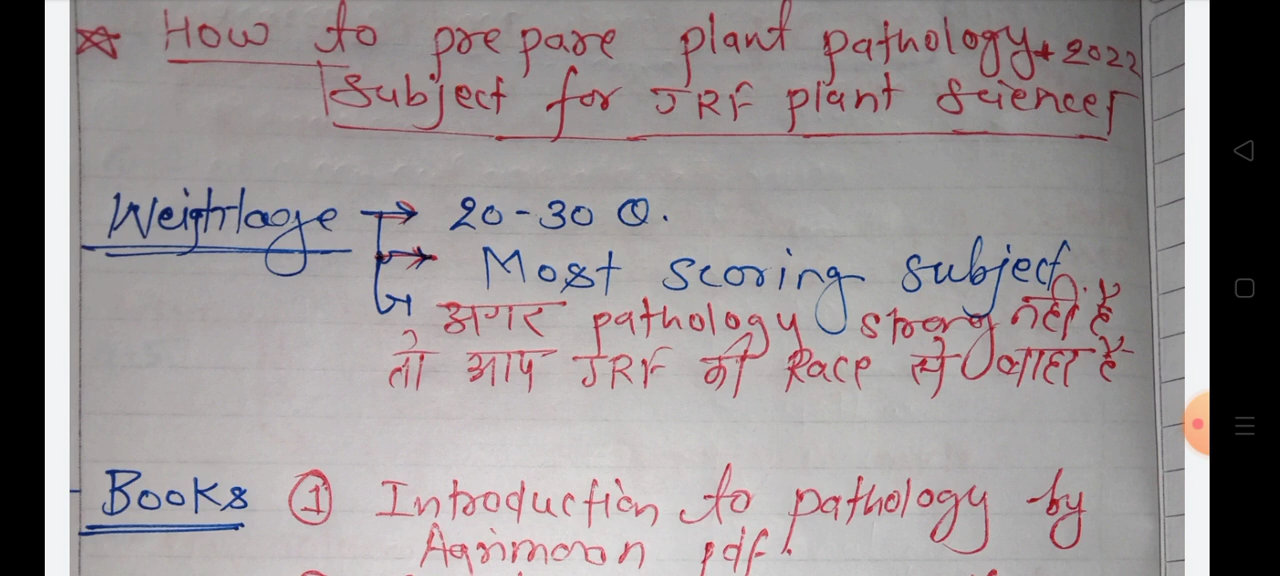 ☆ How to prepare plant pathology * 2022
Subject for JRF plant Sciences
Weightage → 20-30 Q.
→ Most scoring subject.
→ अगर pathology strong नही है
तो आप JRF की Race से बाहर है
Books ① Introduction to pathology by
Agrimoon pdf.